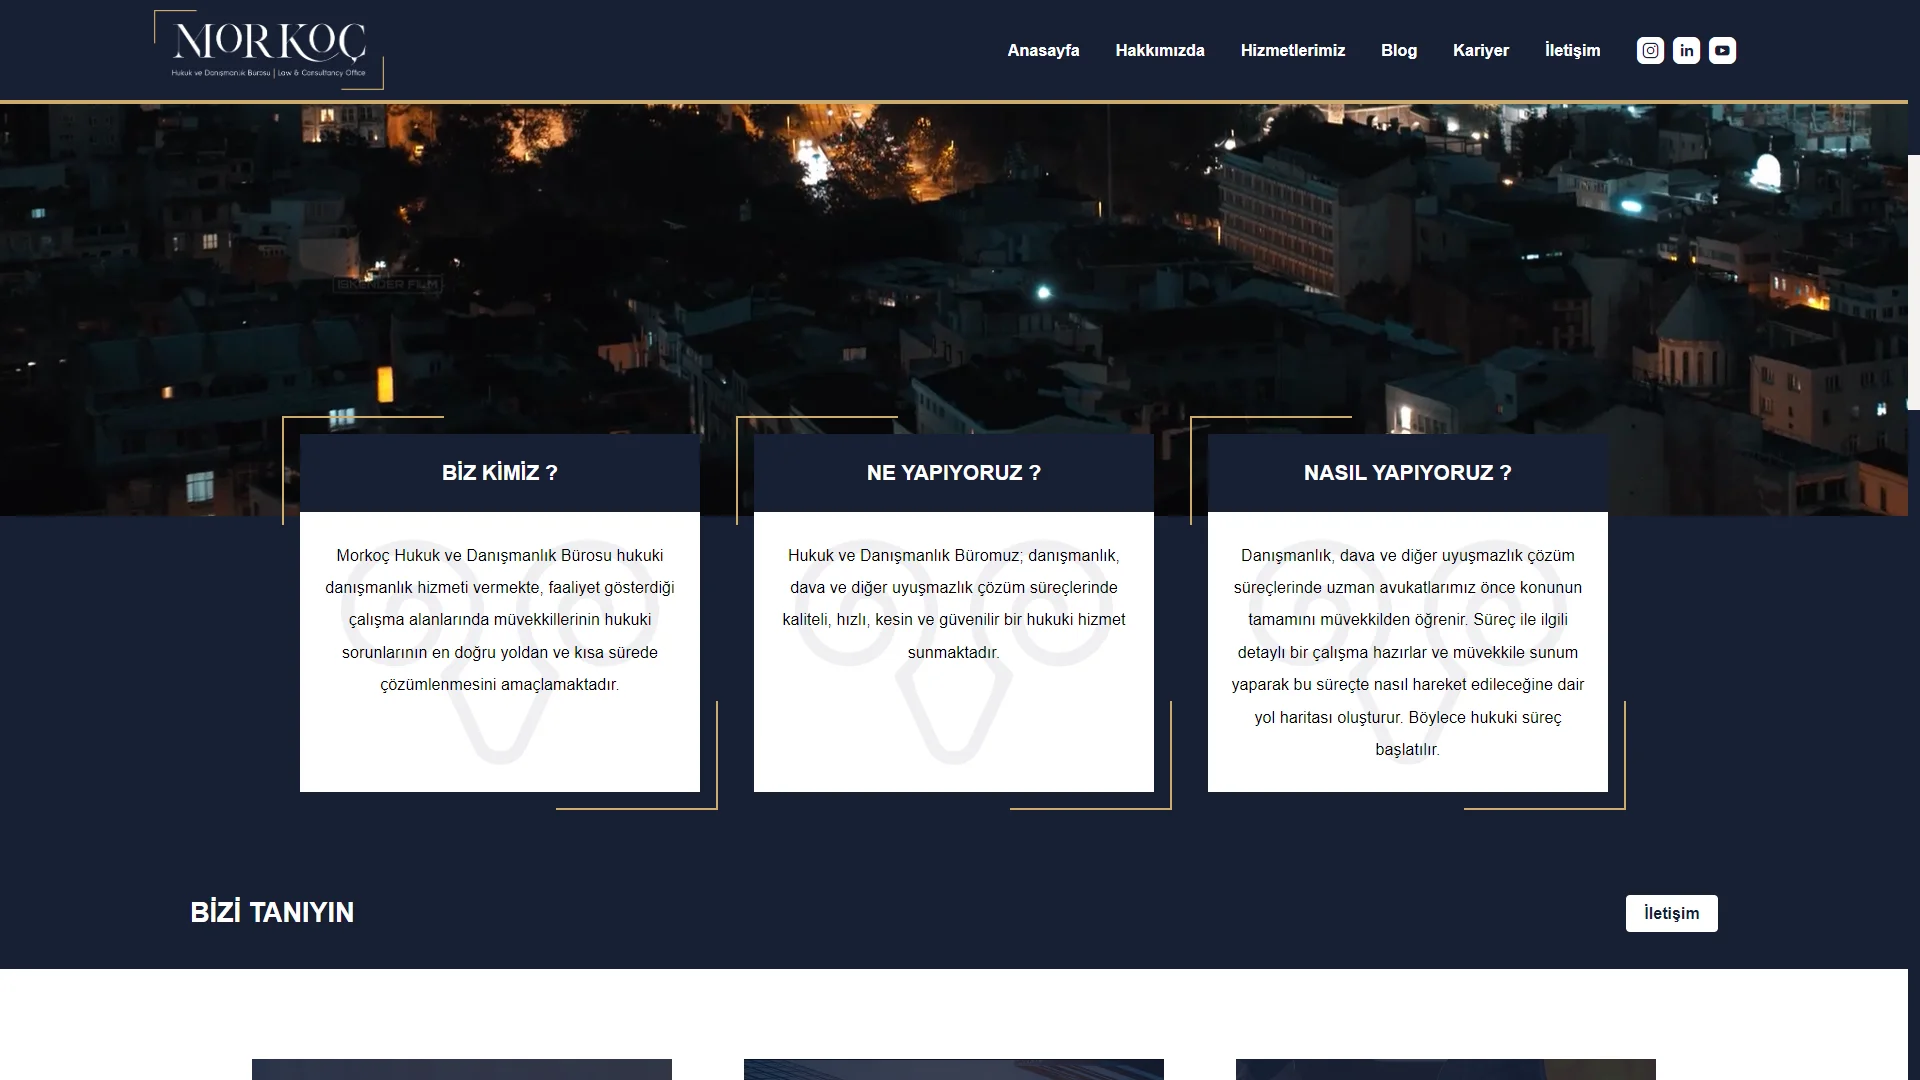 MORKOÇ
Hukuk ve Danışmanlık Bürosu | Law & Consultancy Office
Anasayfa
Hakkımızda
Hizmetlerimiz
Blog
Kariyer
İletişim
in
ISKENDER FILM
BİZ KİMİZ ?
Morkoç Hukuk ve Danışmanlık Bürosu hukuki
danışmanlık hizmeti vermekte, faaliyet gösterdiği
çalışma alanlarında müvekkillerinin hukuki
sorunlarının en doğru yoldan ve kısa sürede
çözümlenmesini amaçlamaktadır.
NE YAPIYORUZ ?
Hukuk ve Danışmanlık Büromuz; danışmanlık,
dava ve diğer uyuşmazlık çözüm süreçlerinde
kaliteli, hızlı, kesin ve güvenilir bir hukuki hizmet
sunmaktadır.
NASIL YAPIYORUZ ?
Danışmanlık, dava ve diğer uyuşmazlık çözüm
süreçlerinde uzman avukatlarımız önce konunun
tamamını müvekkilden öğrenir. Süreç ile ilgili
detaylı bir çalışma hazırlar ve müvekkile sunum
yaparak bu süreçte nasıl hareket edileceğine dair
yol haritası oluşturur. Böylece hukuki süreç
başlatılır.
BİZİ TANIYIN
İletişim